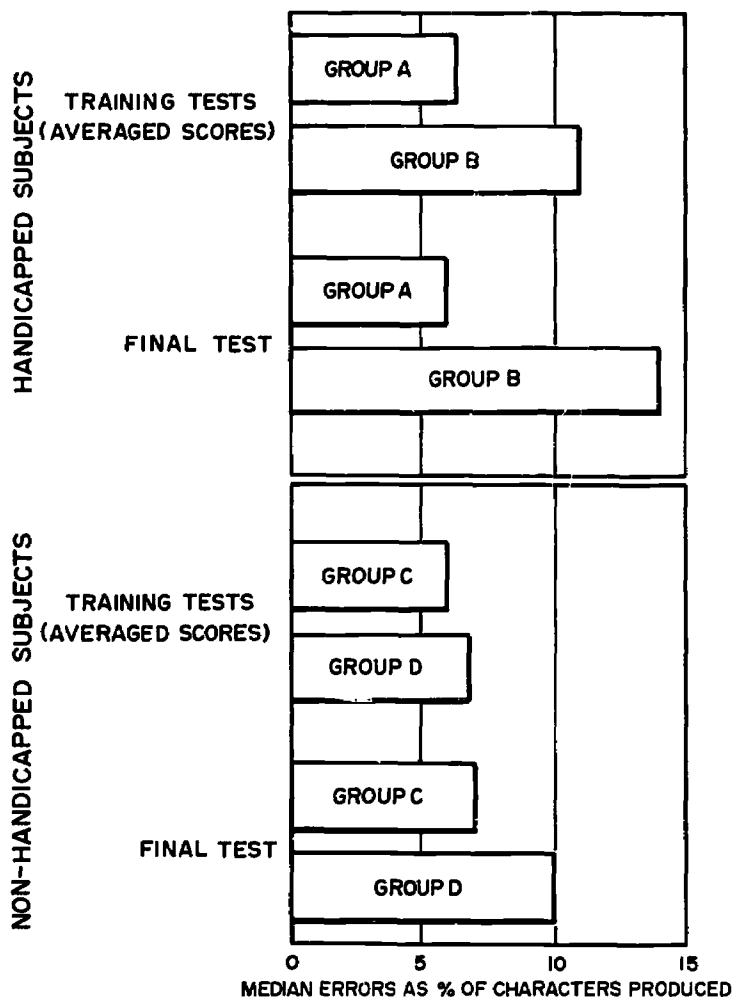 HANDICAPPED SUBJECTS
TRAINING TESTS
(AVERAGED SCORES)
GROUP A
GROUP B
FINAL TEST
GROUP A
GROUP B
NON-HANDICAPPED SUBJECTS
TRAINING TESTS
(AVERAGED SCORES)
GROUP C
GROUP D
FINAL TEST
GROUP C
GROUP D
0 5 10 15
MEDIAN ERRORS AS % OF CHARACTERS PRODUCED